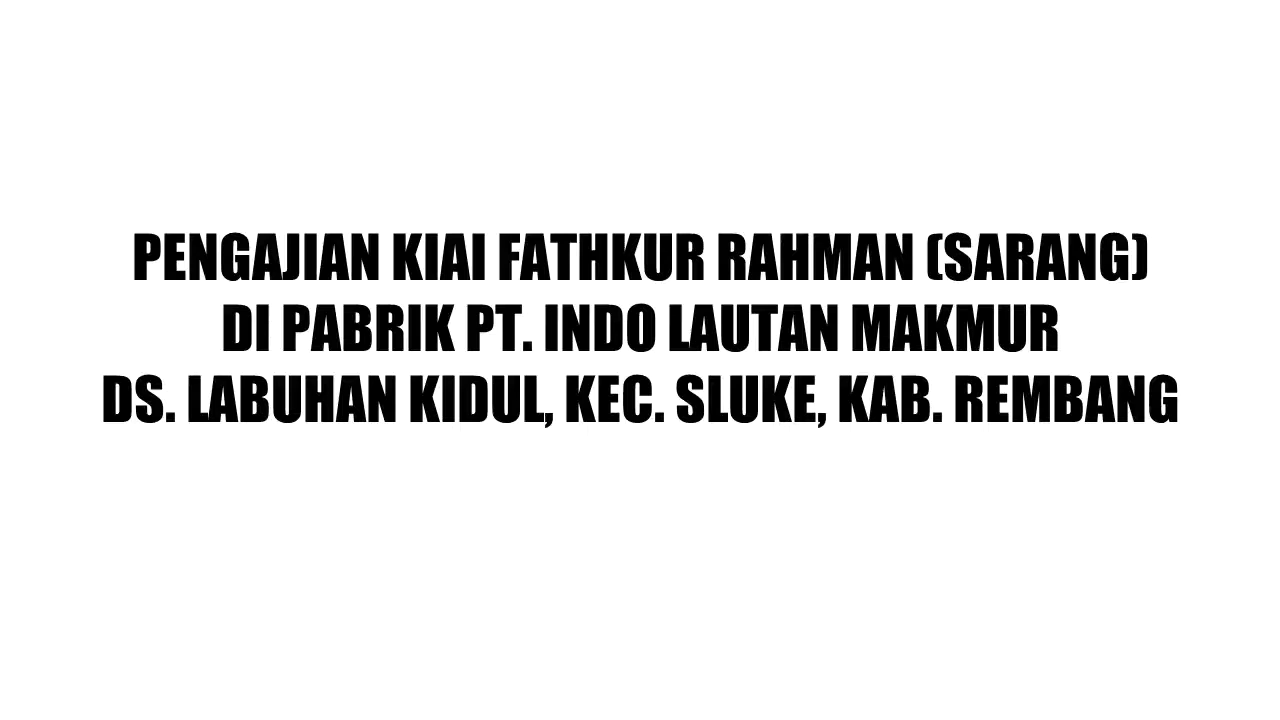 PENGAJIAN KIAI FATHKUR RAHMAN (SARANG)
DI PABRIK PT. INDO LAUTAN MAKMUR
DS. LABUHAN KIDUL, KEC. SLUKE, KAB. REMBANG